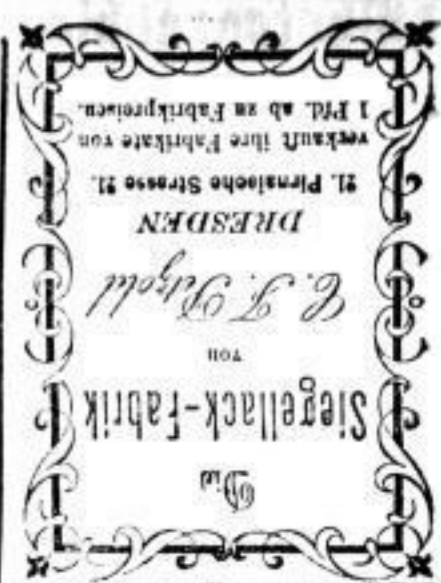 Die
Siegellack-Fabrik
von
C. F. Petzold
DRESDEN
21. Pirnaische Strasse 21.
verkauft ihre Fabrikate von
1 Pfd. ab zu Fabrikpreisen.